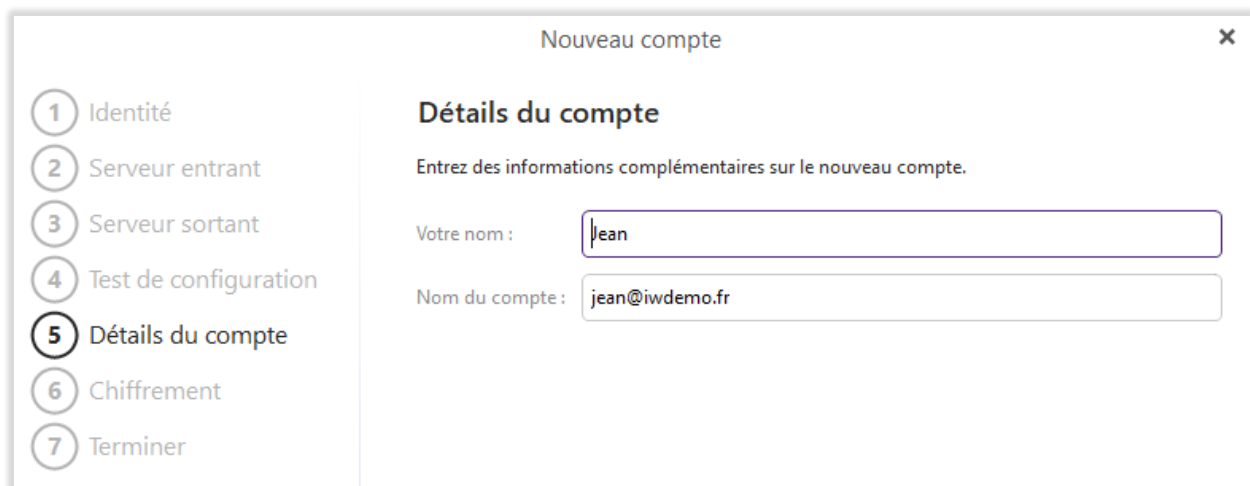 Nouveau compte
1 Identité
2 Serveur entrant
3 Serveur sortant
4 Test de configuration
5 Détails du compte
6 Chiffrement
7 Terminer
Détails du compte
Entrez des informations complémentaires sur le nouveau compte.
Votre nom : Jean
Nom du compte : jean@iwdemo.fr